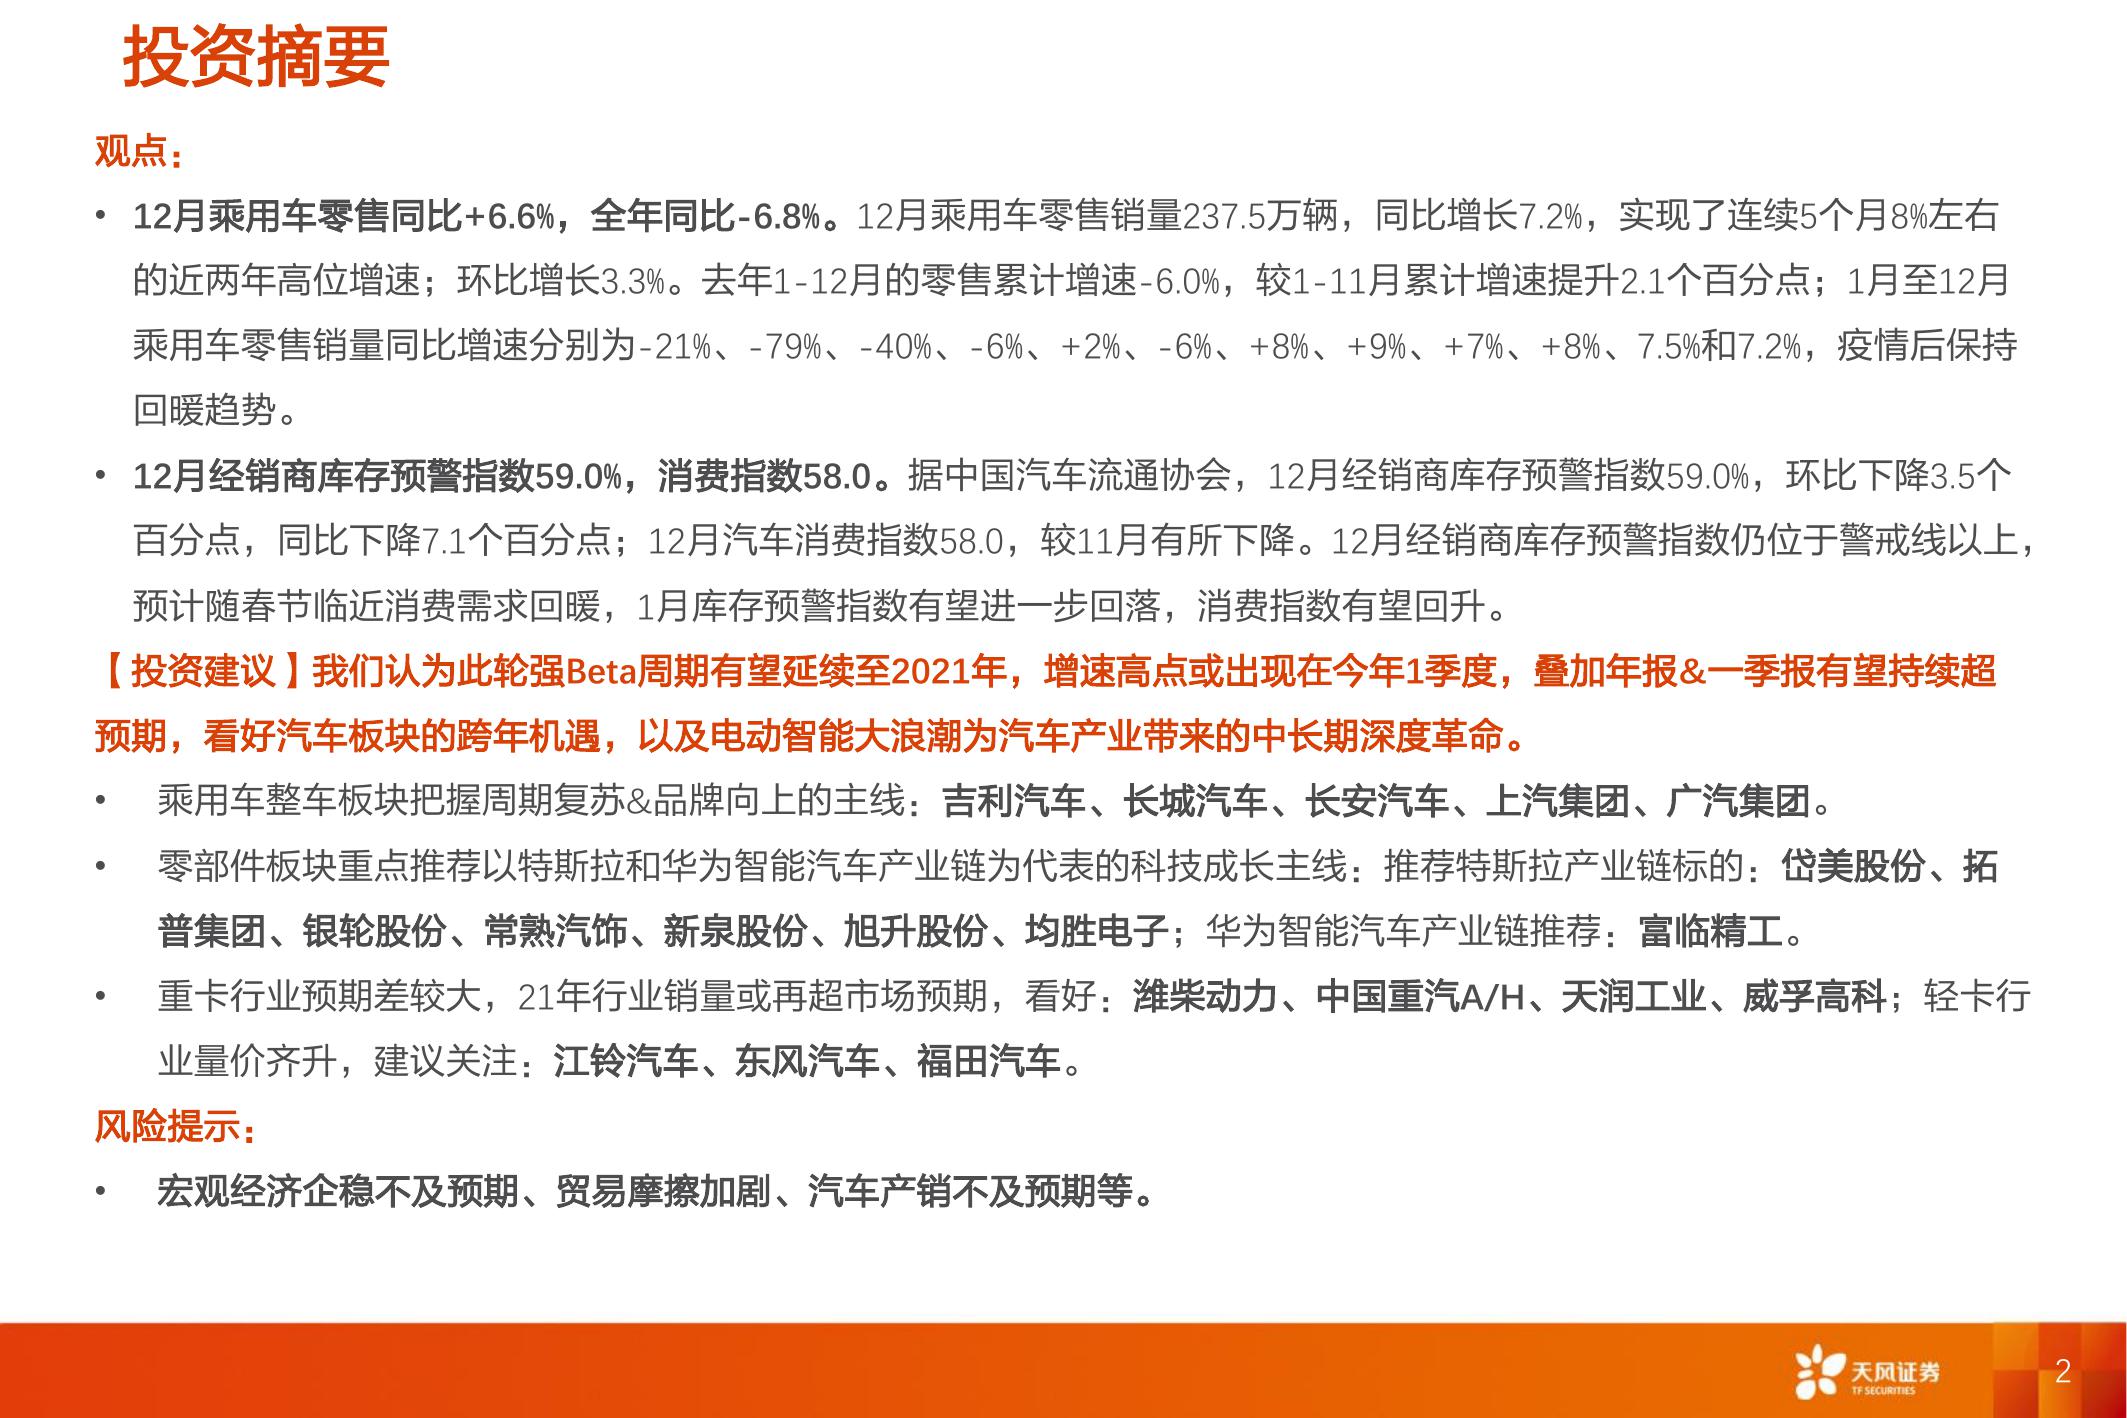 投资摘要
观点：
• 12月乘用车零售同比+6.6%，全年同比-6.8%。12月乘用车零售销量237.5万辆，同比增长7.2%，实现了连续5个月8%左右
的近两年高位增速；环比增长3.3%。去年1-12月的零售累计增速-6.0%，较1-11月累计增速提升2.1个百分点；1月至12月
乘用车零售销量同比增速分别为-21%、-79%、-40%、-6%、+2%、-6%、+8%、+9%、+7%、+8%、7.5%和7.2%，疫情后保持
回暖趋势。
• 12月经销商库存预警指数59.0%，消费指数58.0。据中国汽车流通协会，12月经销商库存预警指数59.0%，环比下降3.5个
百分点，同比下降7.1个百分点；12月汽车消费指数58.0，较11月有所下降。12月经销商库存预警指数仍位于警戒线以上，
预计随春节临近消费需求回暖，1月库存预警指数有望进一步回落，消费指数有望回升。
【投资建议】我们认为此轮强Beta周期有望延续至2021年，增速高点或出现在今年1季度，叠加年报&一季报有望持续超
预期，看好汽车板块的跨年机遇，以及电动智能大浪潮为汽车产业带来的中长期深度革命。
• 乘用车整车板块把握周期复苏&品牌向上的主线：吉利汽车、长城汽车、长安汽车、上汽集团、广汽集团。
• 零部件板块重点推荐以特斯拉和华为智能汽车产业链为代表的科技成长主线：推荐特斯拉产业链标的：岱美股份、拓
普集团、银轮股份、常熟汽饰、新泉股份、旭升股份、均胜电子；华为智能汽车产业链推荐：富临精工。
• 重卡行业预期差较大，21年行业销量或再超市场预期，看好：潍柴动力、中国重汽A/H、天润工业、威孚高科；轻卡行
业量价齐升，建议关注：江铃汽车、东风汽车、福田汽车。
风险提示：
• 宏观经济企稳不及预期、贸易摩擦加剧、汽车产销不及预期等。
天风证券
TF SECURITIES
2